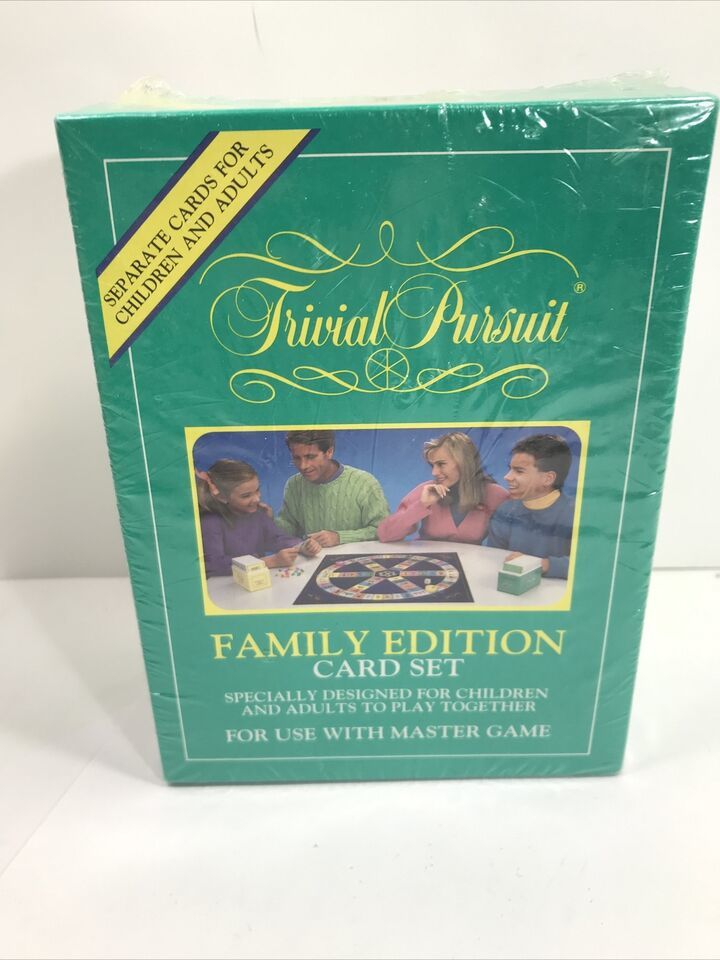 SEPARATE CARDS FOR
CHILDREN AND ADULTS
Trivial Pursuit®
FAMILY EDITION
CARD SET
SPECIALLY DESIGNED FOR CHILDREN
AND ADULTS TO PLAY TOGETHER
FOR USE WITH MASTER GAME